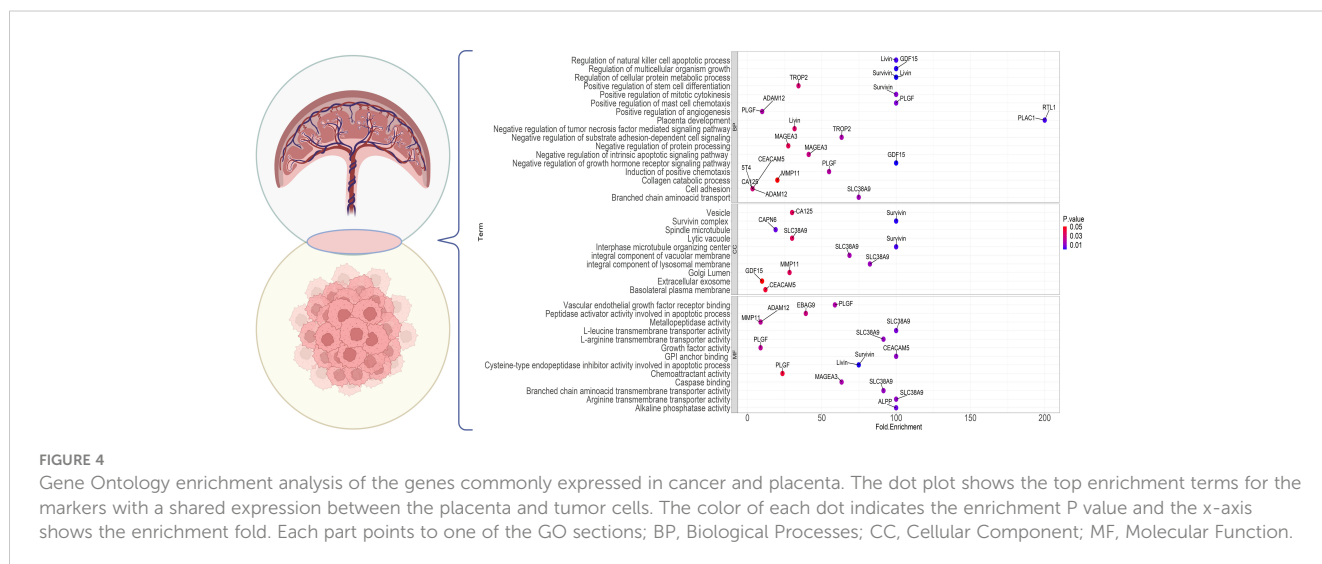 Regulation of natural killer cell apoptotic process
Regulation of multicellular organism growth
Regulation of cellular protein metabolic process
Positive regulation of stem cell differentiation
Positive regulation of mitotic cytokinesis
Positive regulation of mast cell chemotaxis
Positive regulation of angiogenesis
Placenta development
Negative regulation of tumor necrosis factor mediated signaling pathway
Negative regulation of substrate adhesion-dependent cell signaling
Negative regulation of protein processing
Negative regulation of intrinsic apoptotic signaling pathway
Negative regulation of growth hormone receptor signaling pathway
Induction of positive chemotaxis
Collagen catabolic process
Cell adhesion
Branched chain aminoacid transport
Livin GDF15
Survivin Livin
TROP2
Survivin
PLGF
ADAM12
PLGF
RTL1
PLAC1
Livin
TROP2
MAGEA3
MAGEA3
CEACAM5
GDF15
5T4
PLGF
MMP11
CA125
ADAM12
SLC38A9
BP
Term
Vesicle
Survivin complex
Spindle microtubule
Lytic vacuole
Interphase microtubule organizing center
integral component of vacuolar membrane
integral component of lysosomal membrane
Golgi Lumen
Extracellular exosome
Basolateral plasma membrane
CA125
Survivin
CAPN6
SLC38A9
Survivin
SLC38A9
SLC38A9
MMP11
GDF15
CEACAM5
CC
P.value
0.05
0.03
0.01
Vascular endothelial growth factor receptor binding
Peptidase activator activity involved in apoptotic process
Metallopeptidase activity
L-leucine transmembrane transporter activity
L-arginine transmembrane transporter activity
Growth factor activity
GPI anchor binding
Cysteine-type endopeptidase inhibitor activity involved in apoptotic process
Chemoattractant activity
Caspase binding
Branched chain aminoacid transmembrane transporter activity
Arginine transmembrane transporter activity
Alkaline phosphatase activity
PLGF
EBAG9
ADAM12
MMP11
SLC38A9
SLC38A9
PLGF
CEACAM5
Survivin
Livin
PLGF
MAGEA3
SLC38A9
SLC38A9
ALPP
MF
0 50 100 150 200
Fold.Enrichment
FIGURE 4
Gene Ontology enrichment analysis of the genes commonly expressed in cancer and placenta. The dot plot shows the top enrichment terms for the
markers with a shared expression between the placenta and tumor cells. The color of each dot indicates the enrichment P value and the x-axis
shows the enrichment fold. Each part points to one of the GO sections; BP, Biological Processes; CC, Cellular Component; MF, Molecular Function.